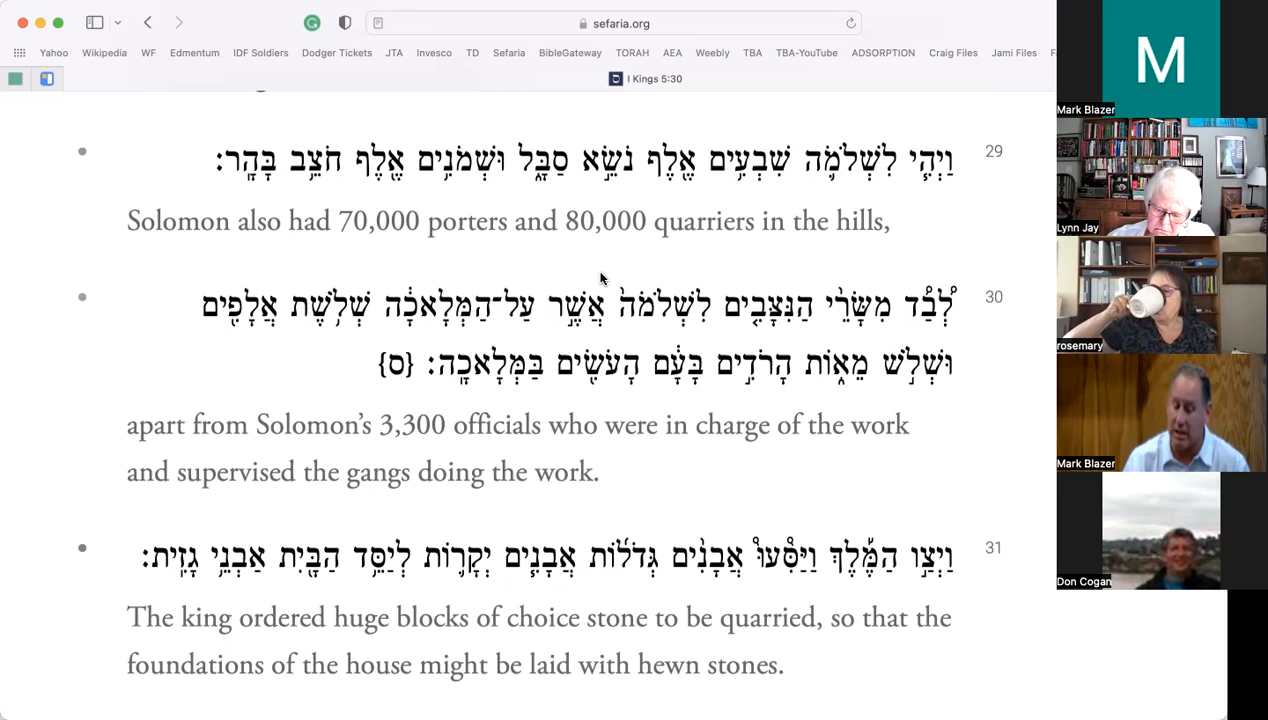 sefaria.org
Yahoo Wikipedia WF Edmentum IDF Soldiers Dodger Tickets JTA Invesco TD Sefaria BibleGateway TORAH AEA Weebly TBA TBA-YouTube ADSORPTION Craig Files Jami Files
I Kings 5:30
29
וַיְהִ֧י לִשְׁלֹמֹ֛ה שִׁבְעִ֥ים אֶ֖לֶף נֹשֵׂ֣א סַבָּ֑ל וּשְׁמֹנִ֥ים אֶ֖לֶף חֹצֵ֥ב בָּהָֽר׃
Solomon also had 70,000 porters and 80,000 quarriers in the hills,
30
לְ֠בַ֠ד מִשָּׂרֵ֨י הַנִּצָּבִ֤ים לִשְׁלֹמֹה֙ אֲשֶׁ֣ר עַל־הַמְּלָאכָ֔ה שְׁלֹ֥שֶׁת אֲלָפִ֖ים
וּשְׁלֹ֣שׁ מֵא֑וֹת הָרֹדִ֣ים בָּעָ֔ם הָעֹשִׂ֖ים בַּמְּלָאכָֽה׃ {ס}
apart from Solomon’s 3,300 officials who were in charge of the work
and supervised the gangs doing the work.
31
וַיְצַ֣ו הַמֶּ֡לֶךְ וַיַּסִּ֩עוּ֩ אֲבָנִ֨ים גְּדֹל֜וֹת אֲבָנִ֧ים יְקָר֛וֹת לְיַסֵּ֥ד הַבָּ֖יִת אַבְנֵ֥י גָזִֽית׃
The king ordered huge blocks of choice stone to be quarried, so that the
foundations of the house might be laid with hewn stones.
M
Mark Blazer
Lynn Jay
rosemary
Mark Blazer
Don Cogan